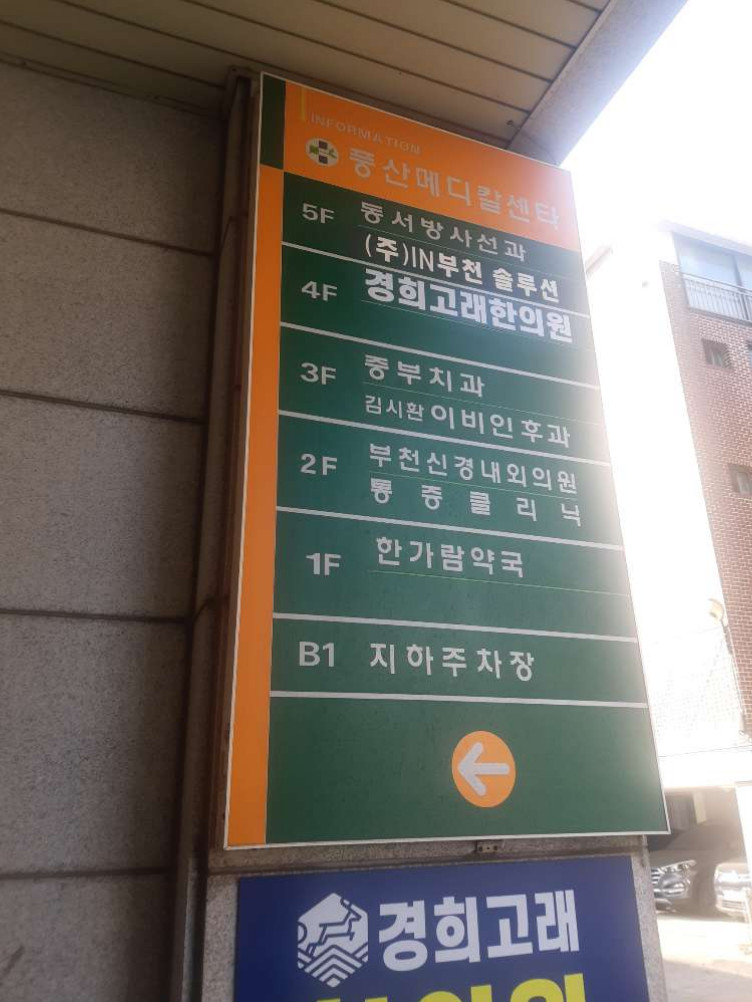 INFORMATION
풍산메디칼센타
5F 동서방사선과
(주)IN부천 솔루션
4F 경희고래한의원
3F 중부치과
김시환이비인후과
2F 부천신경내외의원
통증클리닉
1F 한가람약국
B1 지하주차장
경희고래